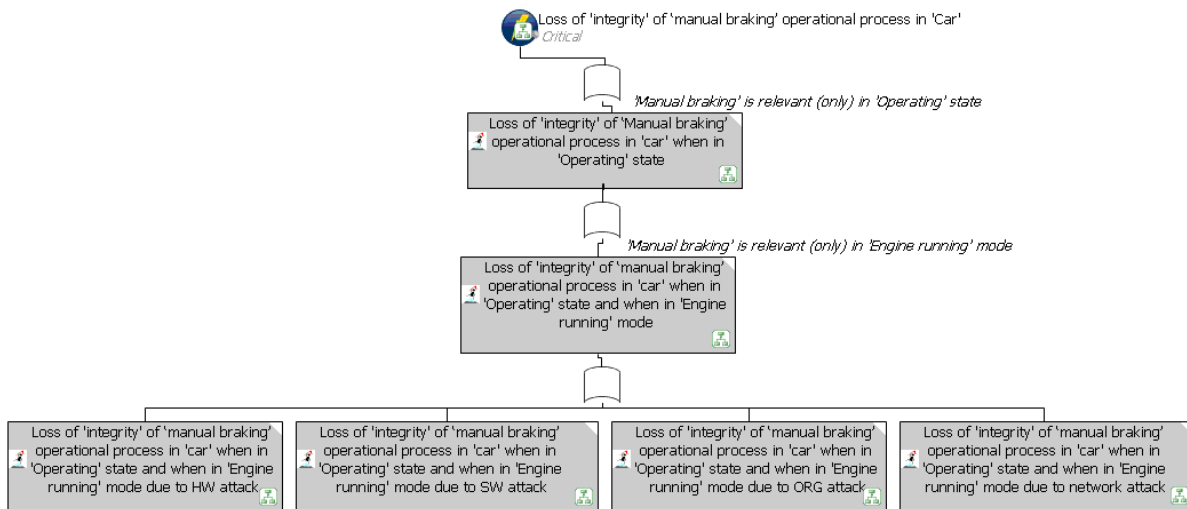 Loss of 'integrity' of ‘manual braking’ operational process in 'Car'
Critical
'Manual braking’ is relevant (only) in 'Operating' state
Loss of 'integrity' of ‘Manual braking’
operational process in 'car' when in
'Operating' state
'Manual braking’ is relevant (only) in 'Engine running' mode
Loss of 'integrity' of ‘manual braking’
operational process in 'car' when in
'Operating' state and when in 'Engine
running' mode
Loss of 'integrity' of ‘manual braking’
operational process in 'car' when in
'Operating' state and when in 'Engine
running' mode due to HW attack
Loss of 'integrity' of ‘manual braking’
operational process in 'car' when in
'Operating' state and when in 'Engine
running' mode due to SW attack
Loss of 'integrity' of ‘manual braking’
operational process in 'car' when in
'Operating' state and when in 'Engine
running' mode due to ORG attack
Loss of 'integrity' of ‘manual braking’
operational process in 'car' when in
'Operating' state and when in 'Engine
running' mode due to network attack